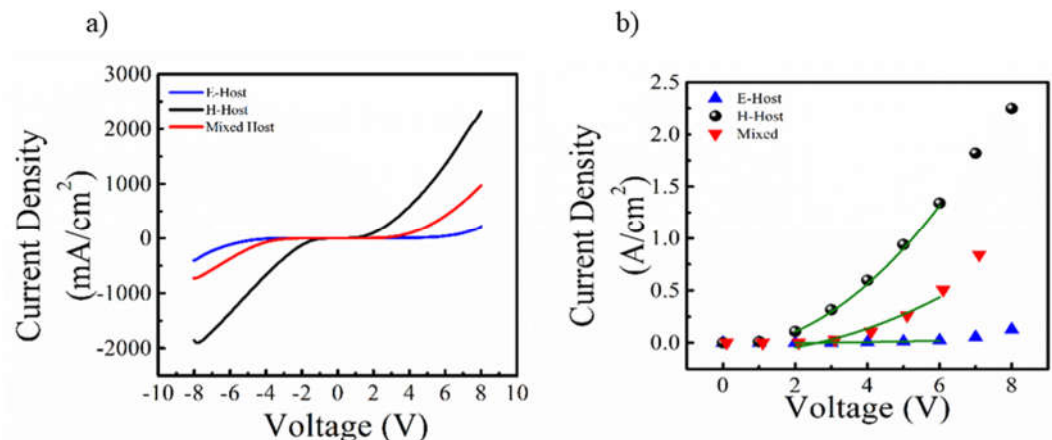 a)
b)
Current Density
(mA/cm²)
3000
2000
1000
0
-1000
-2000
E-Host
H-Host
Mixed Host
-10 -8 -6 -4 -2 0 2 4 6 8 10
Voltage (V)
Current Density
(A/cm²)
2.5
2.0
1.5
1.0
0.5
0.0
E-Host
H-Host
Mixed
0 2 4 6 8
Voltage (V)